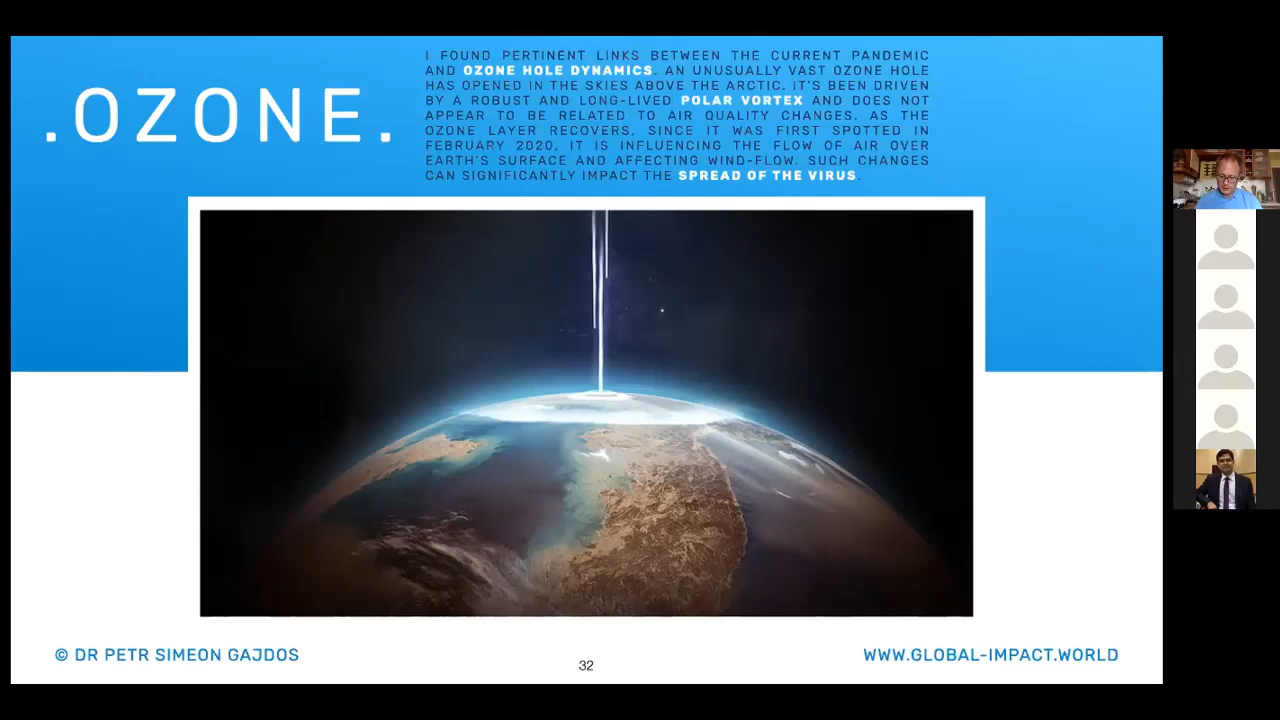 .OZONE.
I FOUND PERTINENT LINKS BETWEEN THE CURRENT PANDEMIC
AND OZONE HOLE DYNAMICS. AN UNUSUALLY VAST OZONE HOLE
HAS OPENED IN THE SKIES ABOVE THE ARCTIC. IT'S BEEN DRIVEN
BY A ROBUST AND LONG-LIVED POLAR VORTEX AND DOES NOT
APPEAR TO BE RELATED TO AIR QUALITY CHANGES. AS THE
OZONE LAYER RECOVERS, SINCE IT WAS FIRST SPOTTED IN
FEBRUARY 2020, IT IS INFLUENCING THE FLOW OF AIR OVER
EARTH'S SURFACE AND AFFECTING WIND-FLOW. SUCH CHANGES
CAN SIGNIFICANTLY IMPACT THE SPREAD OF THE VIRUS.
© DR PETR SIMEON GAJDOS
32
WWW.GLOBAL-IMPACT.WORLD